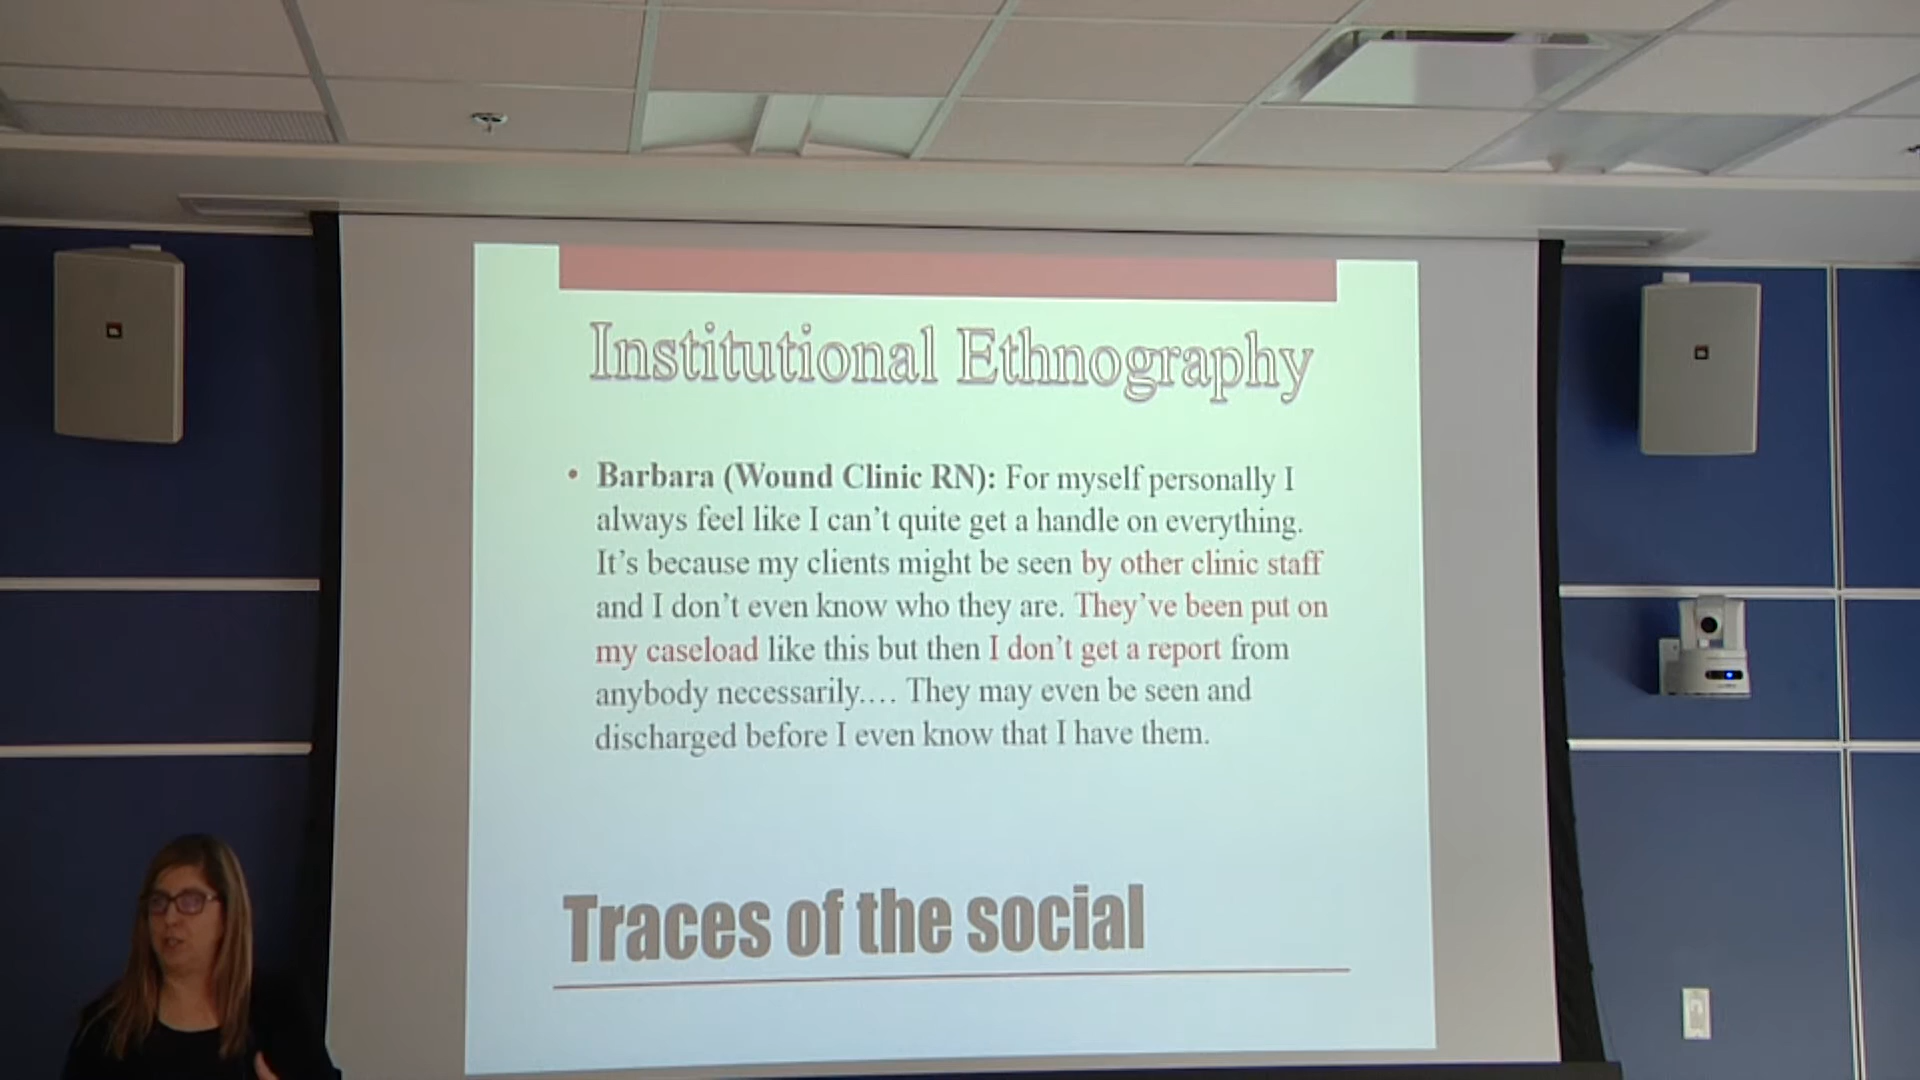 Institutional Ethnography
• Barbara (Wound Clinic RN): For myself personally I
always feel like I can't quite get a handle on everything.
It's because my clients might be seen by other clinic staff
and I don't even know who they are. They've been put on
my caseload like this but then I don't get a report from
anybody necessarily…. They may even be seen and
discharged before I even know that I have them.
Traces of the social